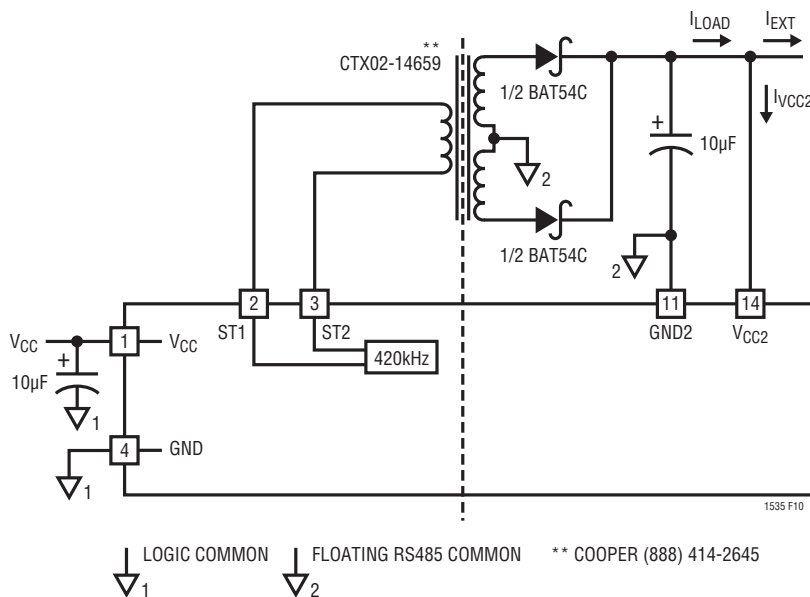 I_LOAD
I_EXT
**
CTX02-14659
1/2 BAT54C
I_VCC2
+
10µF
2
1/2 BAT54C
2
2
3
11
14
ST1
ST2
GND2
V_CC2
V_CC
1
V_CC
420kHz
+
10µF
1
4
GND
1
1535 F10
LOGIC COMMON
1
FLOATING RS485 COMMON
2
** COOPER (888) 414-2645